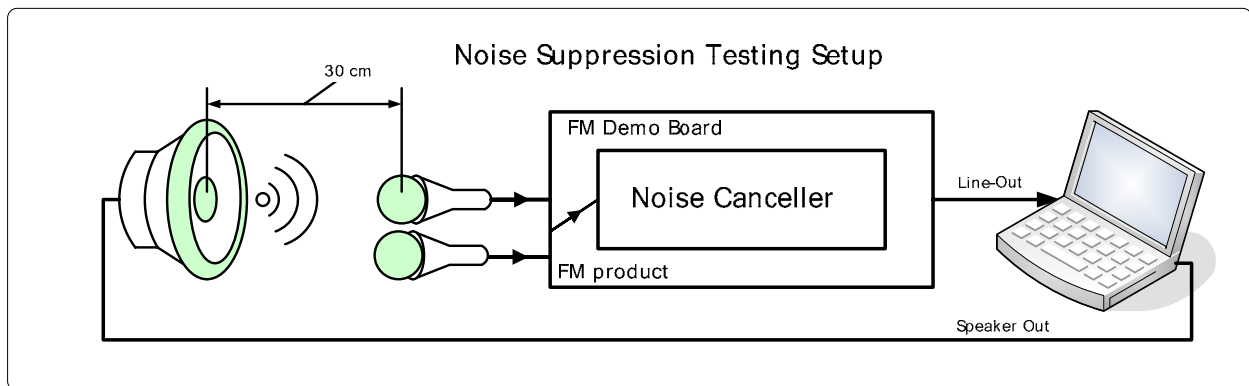 Noise Suppression Testing Setup
30 cm
FM Demo Board
Noise Canceller
Line-Out
FM product
Speaker Out